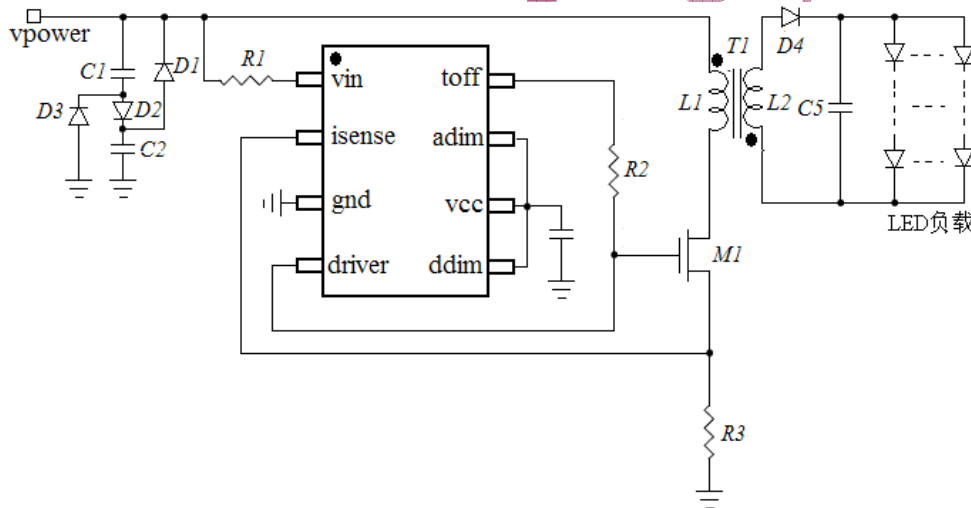 vpower
C1
D1
D3
D2
C2
R1
vin
isense
gnd
driver
toff
adim
vcc
ddim
R2
T1
L1
L2
D4
C5
LED负载
M1
R3